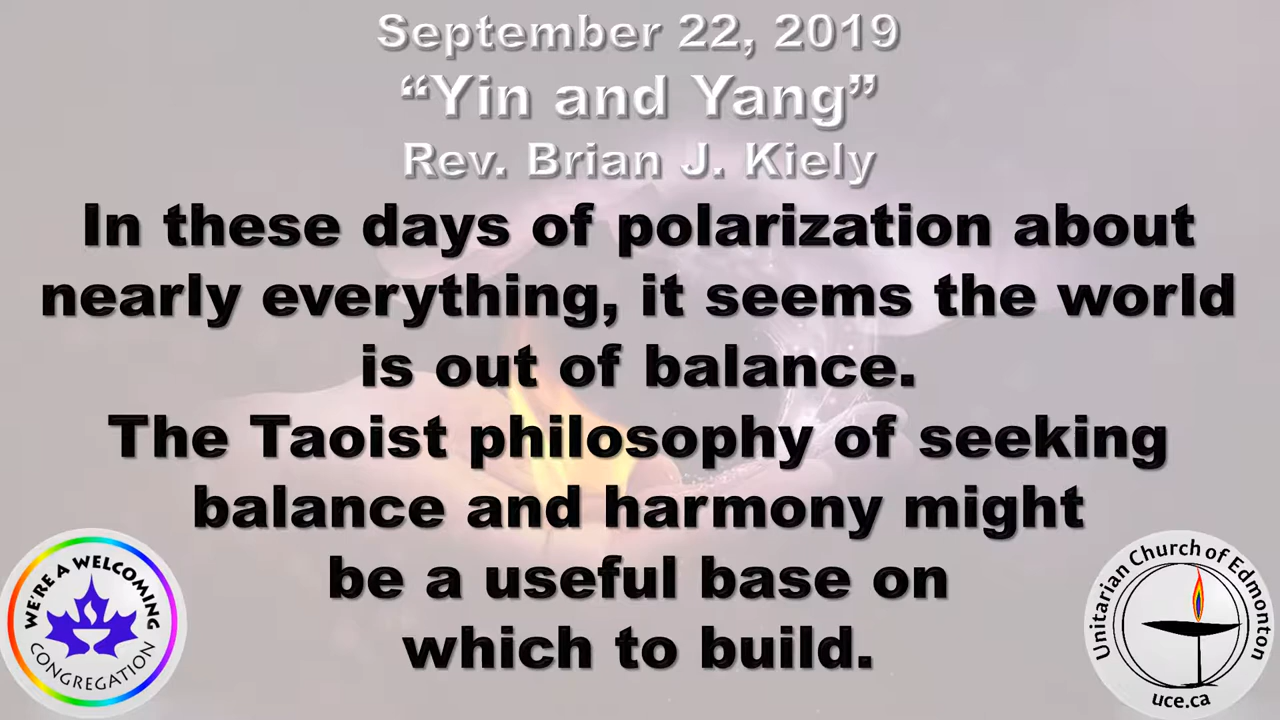 September 22, 2019
“Yin and Yang”
Rev. Brian J. Kiely
In these days of polarization about
nearly everything, it seems the world
is out of balance.
The Taoist philosophy of seeking
balance and harmony might
be a useful base on
which to build.
WE'RE A WELCOMING
CONGREGATION
Unitarian Church of Edmonton
uce.ca